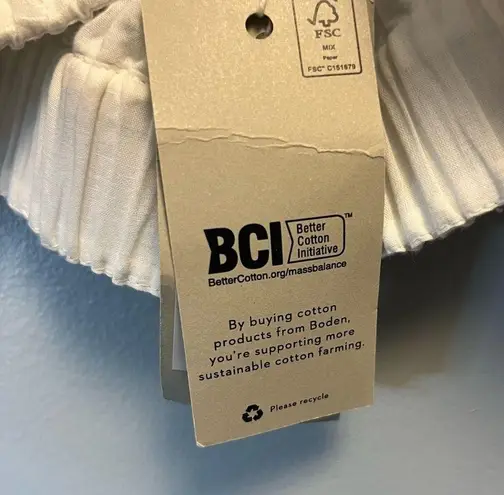 FSC
MIX
Paper
FSC™ C151679
BCI
Better
Cotton
Initiative
™
BetterCotton.org/massbalance
By buying cotton
products from Boden,
you're supporting more
sustainable cotton farming.
Please recycle